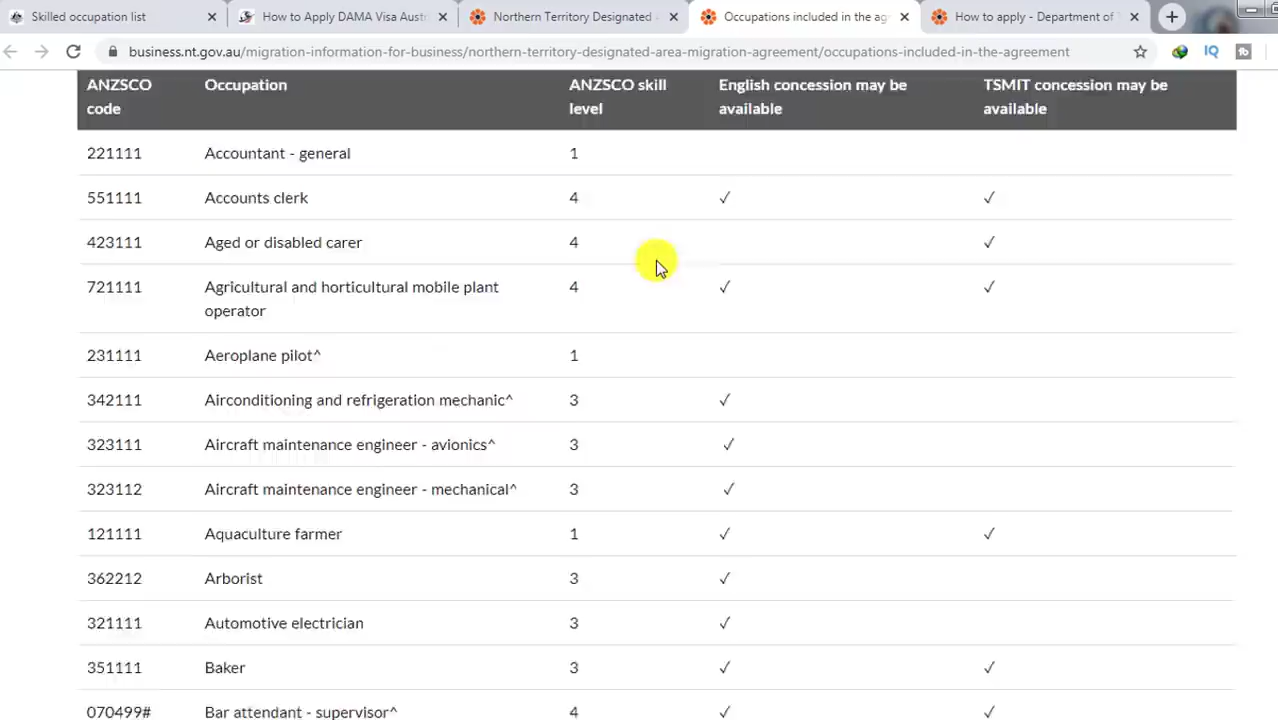 Skilled occupation list
How to Apply DAMA Visa Aust
Northern Territory Designated
Occupations included in the ag
How to apply - Department of T
business.nt.gov.au/migration-information-for-business/northern-territory-designated-area-migration-agreement/occupations-included-in-the-agreement
IQ
ANZSCO code Occupation ANZSCO skill level English concession may be available TSMIT concession may be available
221111 Accountant - general 1
551111 Accounts clerk 4 ✓ ✓
423111 Aged or disabled carer 4 ✓
721111 Agricultural and horticultural mobile plant operator 4 ✓ ✓
231111 Aeroplane pilot^ 1
342111 Airconditioning and refrigeration mechanic^ 3 ✓
323111 Aircraft maintenance engineer - avionics^ 3 ✓
323112 Aircraft maintenance engineer - mechanical^ 3 ✓
121111 Aquaculture farmer 1 ✓ ✓
362212 Arborist 3 ✓
321111 Automotive electrician 3 ✓
351111 Baker 3 ✓ ✓
070499# Bar attendant - supervisor^ 4 ✓ ✓